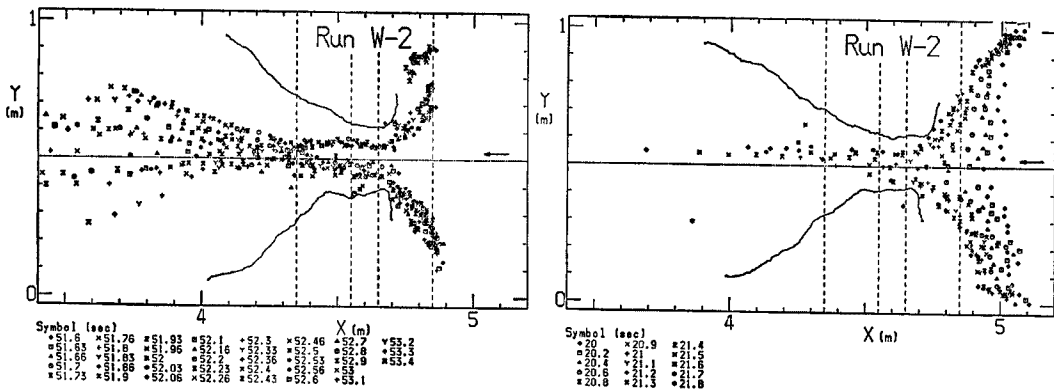 1
Run W-2
Y
(m)
0
4
X (m)
5
Symbol (sec)
51.6 51.76 51.93 52.1 52.3 52.46 52.7 53.2
51.63 51.8 51.96 52.16 52.33 52.5 52.8 53.3
51.66 51.83 52 52.2 52.36 52.53 52.9 53.4
51.7 51.86 52.03 52.23 52.4 52.56 53
51.73 51.9 52.06 52.26 52.43 52.6 53.1
1
Run W-2
Y
(m)
0
4
X (m)
5
Symbol (sec)
20 20.9 21.4
20.2 21 21.5
20.4 21.1 21.6
20.6 21.2 21.7
20.8 21.3 21.8